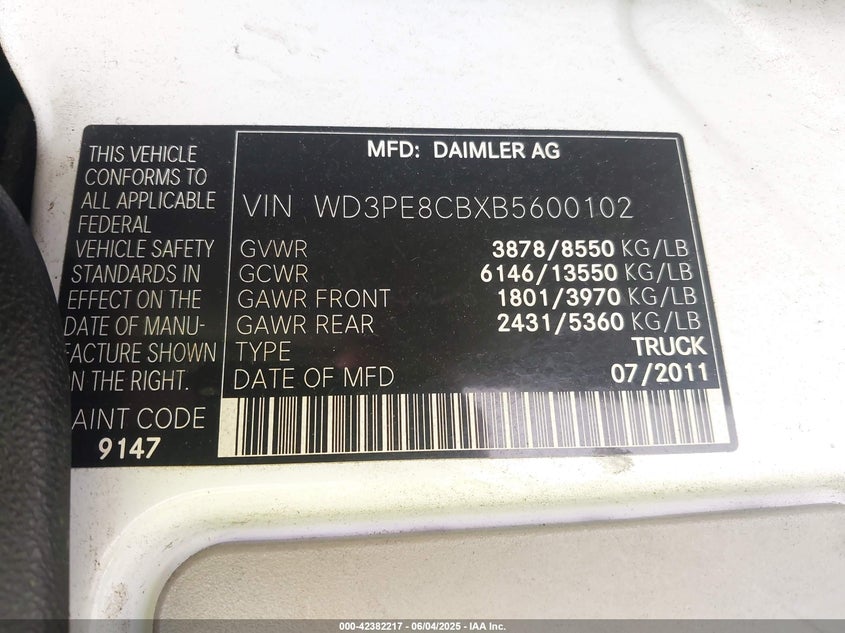 THIS VEHICLE
CONFORMS TO
ALL APPLICABLE
FEDERAL
VEHICLE SAFETY
STANDARDS IN
EFFECT ON THE
DATE OF MANU-
FACTURE SHOWN
N THE RIGHT.
AINT CODE
9147
MFD: DAIMLER AG
VIN WD3PE8CBXB5600102
GVWR 3878/8550 KG/LB
GCWR 6146/13550 KG/LB
GAWR FRONT 1801/3970 KG/LB
GAWR REAR 2431/5360 KG/LB
TYPE TRUCK
DATE OF MFD 07/2011
000-42382217 - 06/04/2025 - IAA Inc.